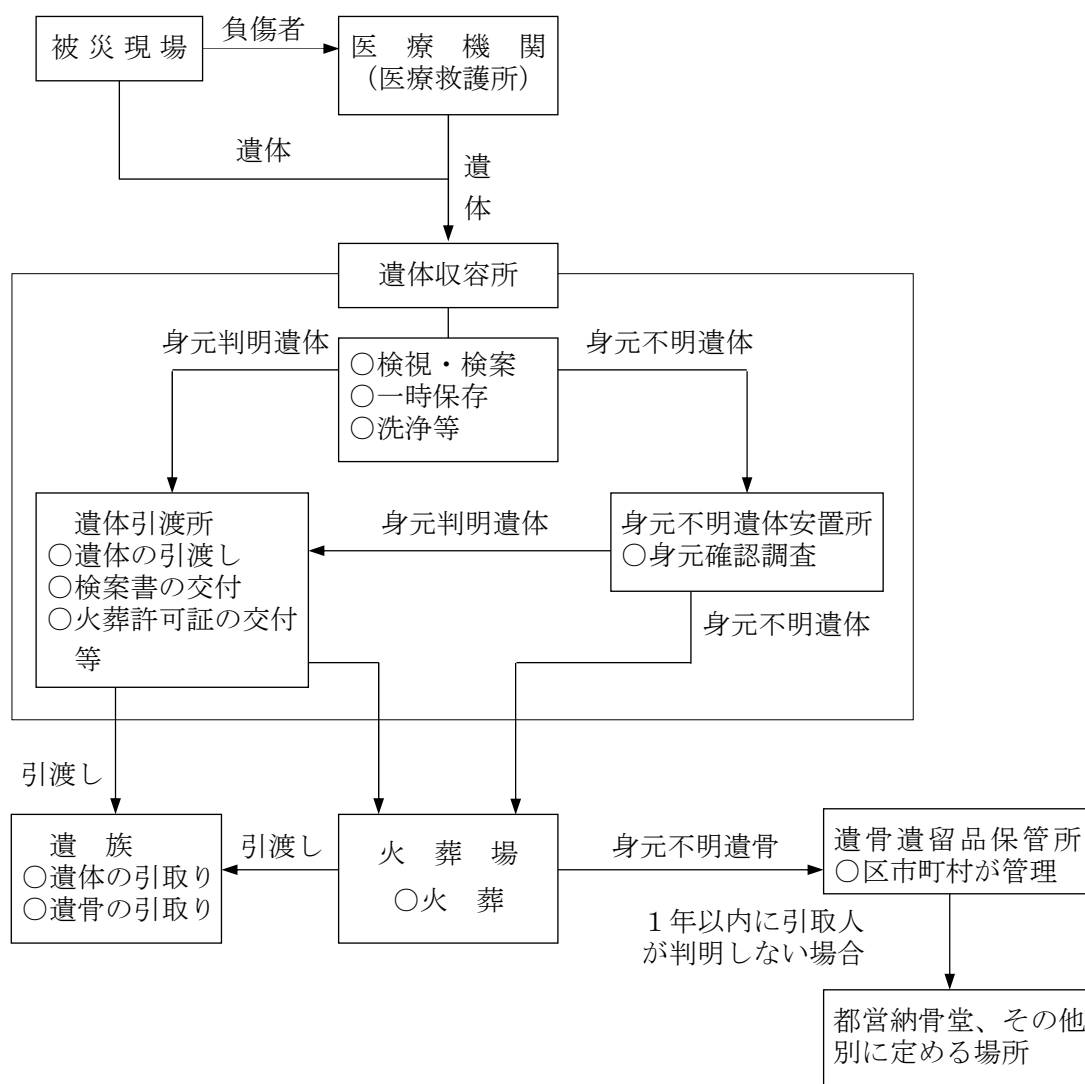 被災現場
負傷者
医療機関
（医療救護所）
遺体
遺
体
遺体収容所
身元判明遺体
○検視・検案
○一時保存
○洗浄等
身元不明遺体
遺体引渡所
○遺体の引渡し
○検案書の交付
○火葬許可証の交付
等
身元判明遺体
身元不明遺体安置所
○身元確認調査
身元不明遺体
引渡し
遺族
○遺体の引取り
○遺骨の引取り
引渡し
火葬場
○火葬
身元不明遺骨
遺骨遺留品保管所
○区市町村が管理
１年以内に引取人
が判明しない場合
都営納骨堂、その他
別に定める場所